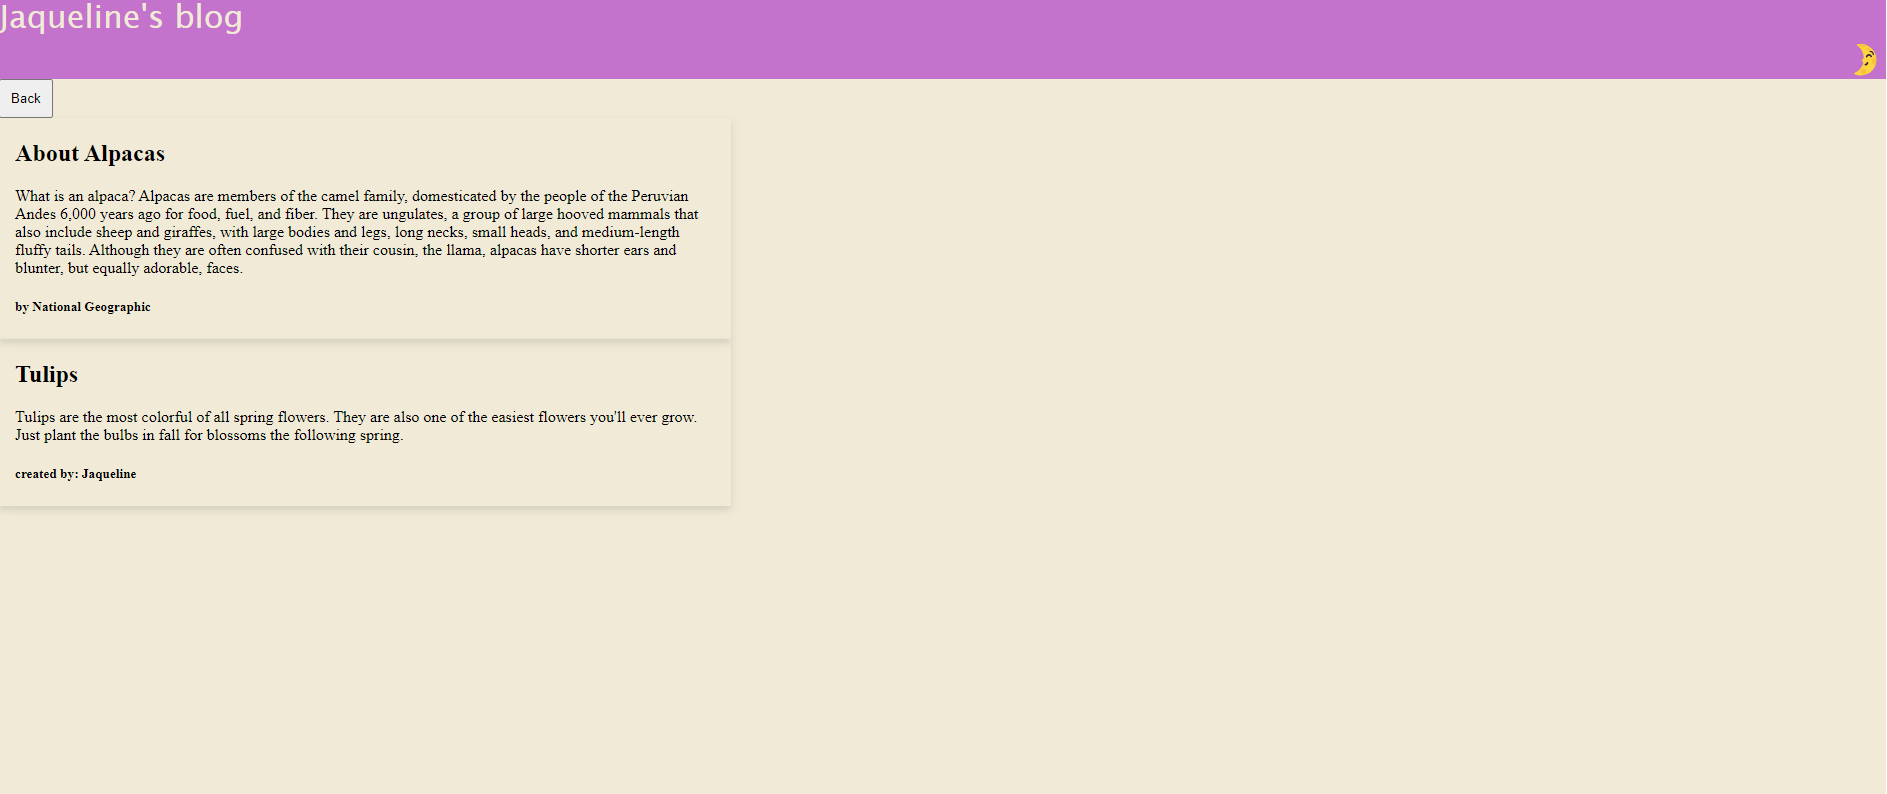 Jaqueline's blog
Back
About Alpacas
What is an alpaca? Alpacas are members of the camel family, domesticated by the people of the Peruvian
Andes 6,000 years ago for food, fuel, and fiber. They are ungulates, a group of large hooved mammals that
also include sheep and giraffes, with large bodies and legs, long necks, small heads, and medium-length
fluffy tails. Although they are often confused with their cousin, the llama, alpacas have shorter ears and
blunter, but equally adorable, faces.
by National Geographic
Tulips
Tulips are the most colorful of all spring flowers. They are also one of the easiest flowers you'll ever grow.
Just plant the bulbs in fall for blossoms the following spring.
created by: Jaqueline